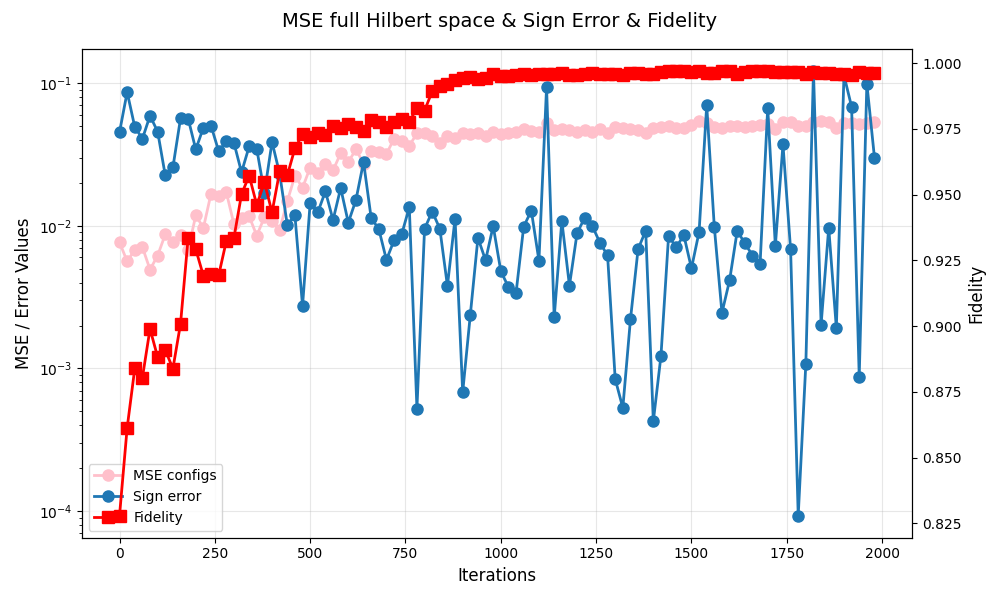 MSE full Hilbert space & Sign Error & Fidelity
MSE / Error Values
10⁻¹
10⁻²
10⁻³
10⁻⁴
1.000
0.975
0.950
0.925
0.900
0.875
0.850
0.825
Fidelity
MSE configs
Sign error
Fidelity
0 250 500 750 1000 1250 1500 1750 2000
Iterations